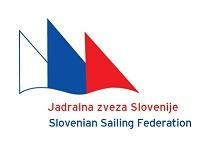 Jadralna zveza Slovenije
Slovenian Sailing Federation